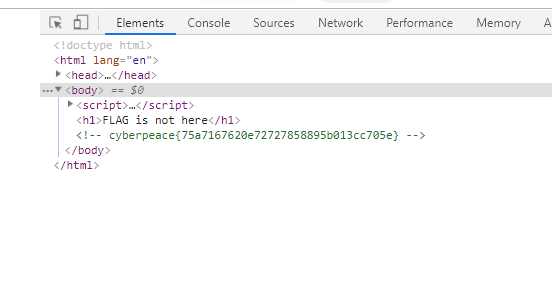 Elements Console Sources Network Performance Memory
<!doctype html>
<html lang="en">
<head>…</head>
…<body> == $0
<script>…</script>
<h1>FLAG is not here</h1>
<!-- cyberpeace{75a7167620e72727858895b013cc705e} -->
</body>
</html>